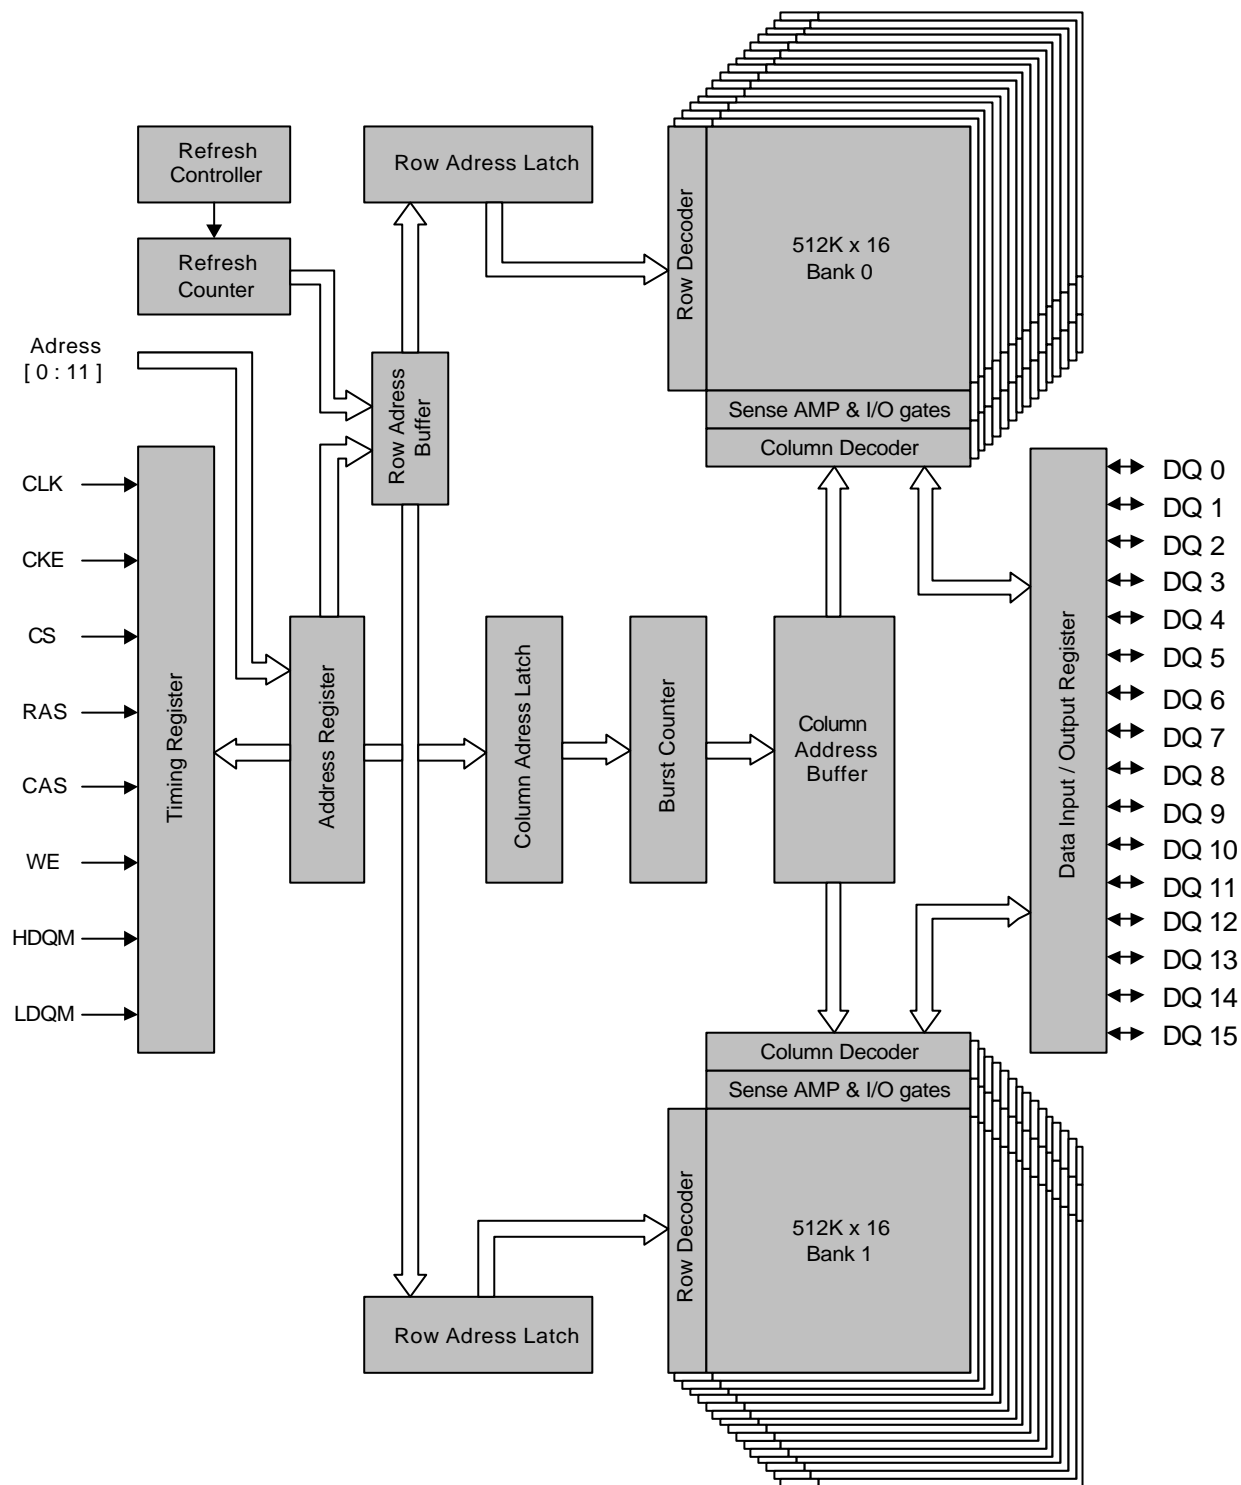 Refresh
Controller
Row Adress Latch
Row Decoder
512K x 16
Bank 0
Refresh
Counter
Adress
[ 0 : 11 ]
Row Adress
Buffer
Sense AMP & I/O gates
Column Decoder
CLK
CKE
CS
RAS
CAS
WE
HDQM
LDQM
Timing Register
Address Register
Column Adress Latch
Burst Counter
Column
Address
Buffer
Data Input / Output Register
DQ 0
DQ 1
DQ 2
DQ 3
DQ 4
DQ 5
DQ 6
DQ 7
DQ 8
DQ 9
DQ 10
DQ 11
DQ 12
DQ 13
DQ 14
DQ 15
Column Decoder
Sense AMP & I/O gates
Row Decoder
512K x 16
Bank 1
Row Adress Latch